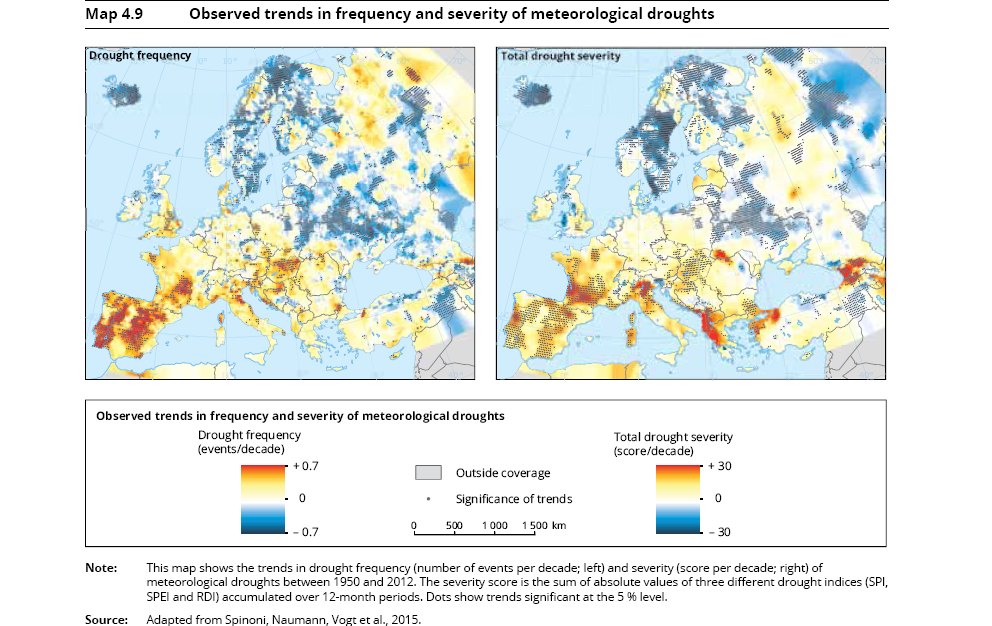 Map 4.9 Observed trends in frequency and severity of meteorological droughts
Drought frequency
Total drought severity
Observed trends in frequency and severity of meteorological droughts
Drought frequency
(events/decade)
+ 0.7
0
– 0.7
Outside coverage
Significance of trends
0 500 1 000 1 500 km
Total drought severity
(score/decade)
+ 30
0
– 30
Note: This map shows the trends in drought frequency (number of events per decade; left) and severity (score per decade; right) of
meteorological droughts between 1950 and 2012. The severity score is the sum of absolute values of three different drought indices (SPI,
SPEI and RDI) accumulated over 12-month periods. Dots show trends significant at the 5 % level.
Source: Adapted from Spinoni, Naumann, Vogt et al., 2015.